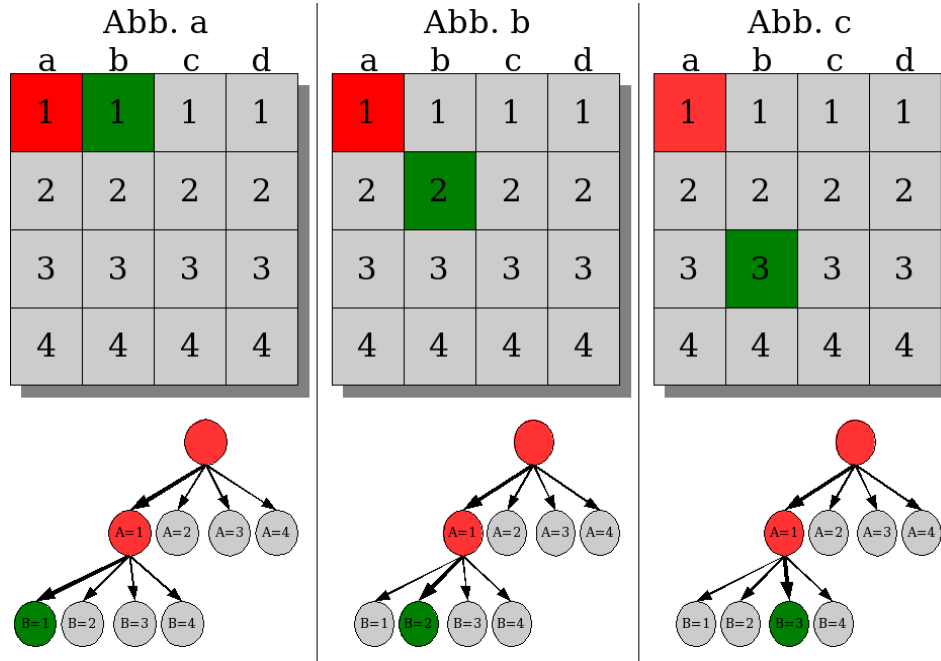 Abb. a
a b c d
1 1 1 1
2 2 2 2
3 3 3 3
4 4 4 4
A=1 A=2 A=3 A=4
B=1 B=2 B=3 B=4
Abb. b
a b c d
1 1 1 1
2 2 2 2
3 3 3 3
4 4 4 4
A=1 A=2 A=3 A=4
B=1 B=2 B=3 B=4
Abb. c
a b c d
1 1 1 1
2 2 2 2
3 3 3 3
4 4 4 4
A=1 A=2 A=3 A=4
B=1 B=2 B=3 B=4